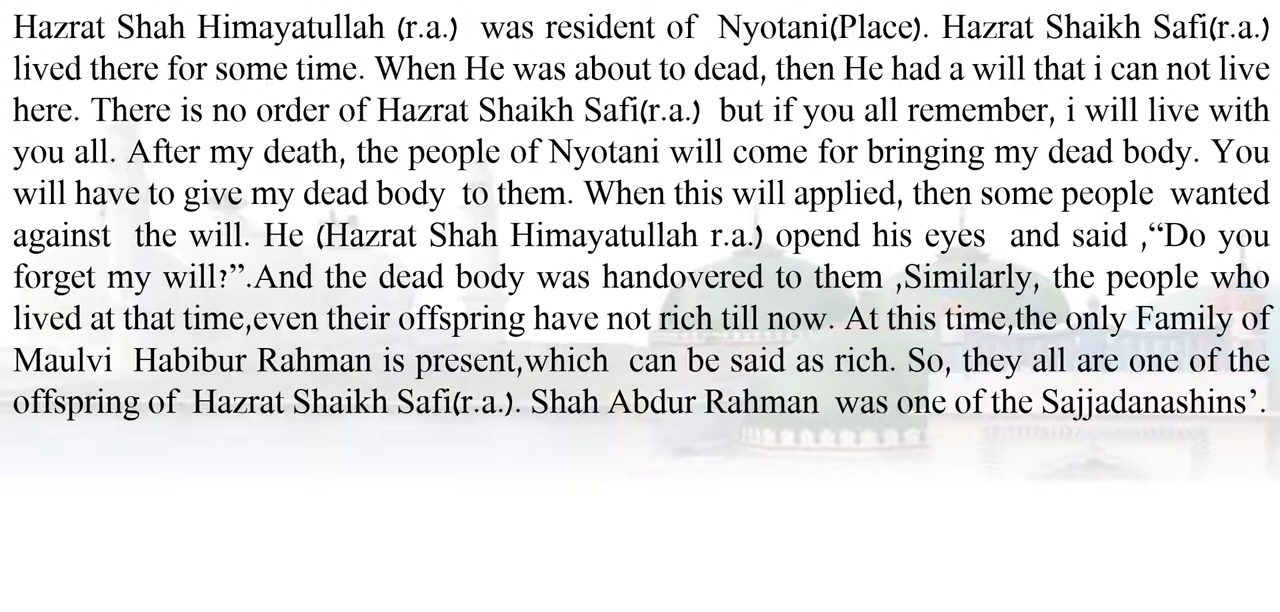 Hazrat Shah Himayatullah (r.a.) was resident of Nyotani(Place). Hazrat Shaikh Safi(r.a.)
lived there for some time. When He was about to dead, then He had a will that i can not live
here. There is no order of Hazrat Shaikh Safi(r.a.) but if you all remember, i will live with
you all. After my death, the people of Nyotani will come for bringing my dead body. You
will have to give my dead body to them. When this will applied, then some people wanted
against the will. He (Hazrat Shah Himayatullah r.a.) opend his eyes and said ,“Do you
forget my will?”.And the dead body was handovered to them ,Similarly, the people who
lived at that time,even their offspring have not rich till now. At this time,the only Family of
Maulvi Habibur Rahman is present,which can be said as rich. So, they all are one of the
offspring of Hazrat Shaikh Safi(r.a.). Shah Abdur Rahman was one of the Sajjadanashins’.